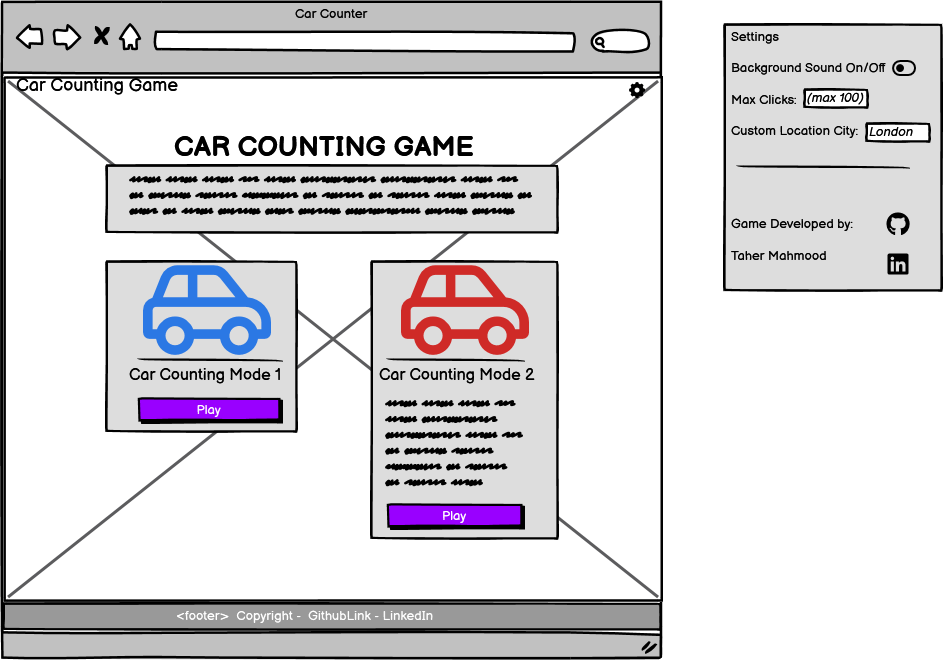 Car Counter
Car Counting Game
CAR COUNTING GAME
Car Counting Mode 1
Play
Car Counting Mode 2
Play
<footer> Copyright - GithubLink - LinkedIn
Settings
Background Sound On/Off
Max Clicks: (max 100)
Custom Location City: London
Game Developed by:
Taher Mahmood
in